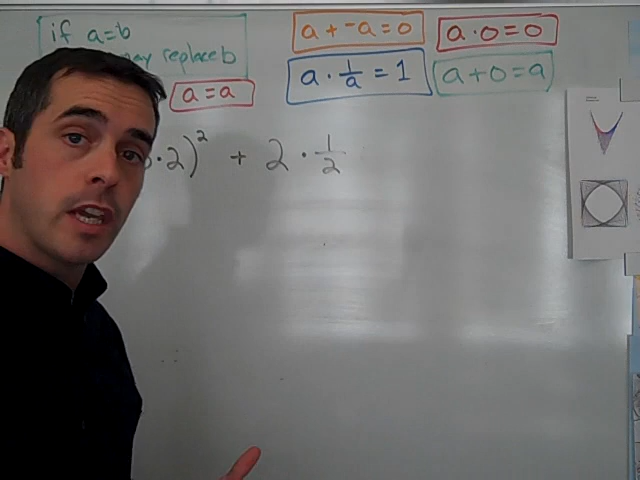 if a=b
may replace b
a = a
a + ⁻a = 0
a · 0 = 0
a · 1/a = 1
a + 0 = a
· 2)² + 2 · 1/2